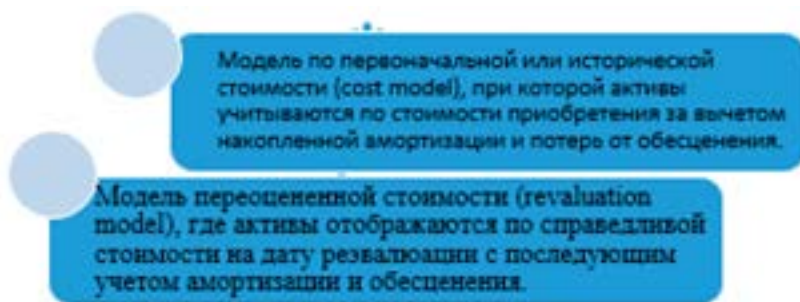 Модель по первоначальной или исторической
стоимости (cost model), при которой активы
учитываются по стоимости приобретения за вычетом
накопленной амортизации и потерь от обесценения.
Модель переоцененной стоимости (revaluation
model), где активы отображаются по справедливой
стоимости на дату резвалюации с последующим
учетом амортизации и обесценения.